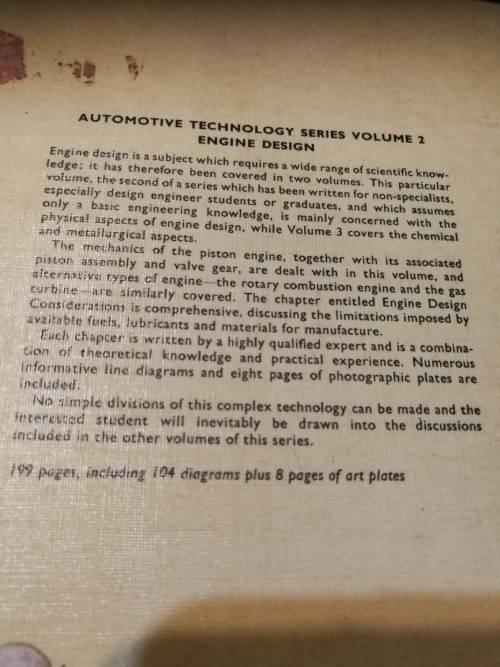 AUTOMOTIVE TECHNOLOGY SERIES VOLUME 2
ENGINE DESIGN
Engine design is a subject which requires a wide range of scientific know-
ledge; it has therefore been covered in two volumes. This particular
volume, the second of a series which has been written for non-specialists,
especially design engineer students or graduates, and which assumes
only a basic engineering knowledge, is mainly concerned with the
physical aspects of engine design, while Volume 3 covers the chemical
and metallurgical aspects.
The mechanics of the piston engine, together with its associated
piston assembly and valve gear, are dealt with in this volume, and
alternative types of engine—the rotary combustion engine and the gas
turbine—are similarly covered. The chapter entitled Engine Design
Considerations is comprehensive, discussing the limitations imposed by
available fuels, lubricants and materials for manufacture.
Each chapter is written by a highly qualified expert and is a combina-
tion of theoretical knowledge and practical experience. Numerous
informative line diagrams and eight pages of photographic plates are
included.
No simple divisions of this complex technology can be made and the
interested student will inevitably be drawn into the discussions
included in the other volumes of this series.
199 pages, including 104 diagrams plus 8 pages of art plates